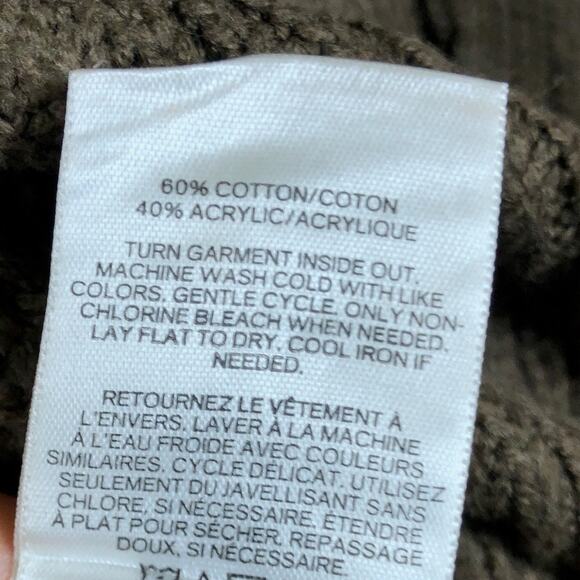 60% COTTON/COTON
40% ACRYLIC/ACRYLIQUE
TURN GARMENT INSIDE OUT.
MACHINE WASH COLD WITH LIKE
COLORS. GENTLE CYCLE. ONLY NON-
CHLORINE BLEACH WHEN NEEDED.
LAY FLAT TO DRY. COOL IRON IF
NEEDED.
RETOURNEZ LE VÊTEMENT À
L'ENVERS. LAVER À LA MACHINE
À L'EAU FROIDE AVEC COULEURS
SIMILAIRES. CYCLE DÉLICAT. UTILISEZ
SEULEMENT DU JAVELLISANT SANS
CHLORE, SI NÉCESSAIRE. ÉTENDRE
À PLAT POUR SÉCHER. REPASSAGE
DOUX. SI NÉCESSAIRE.